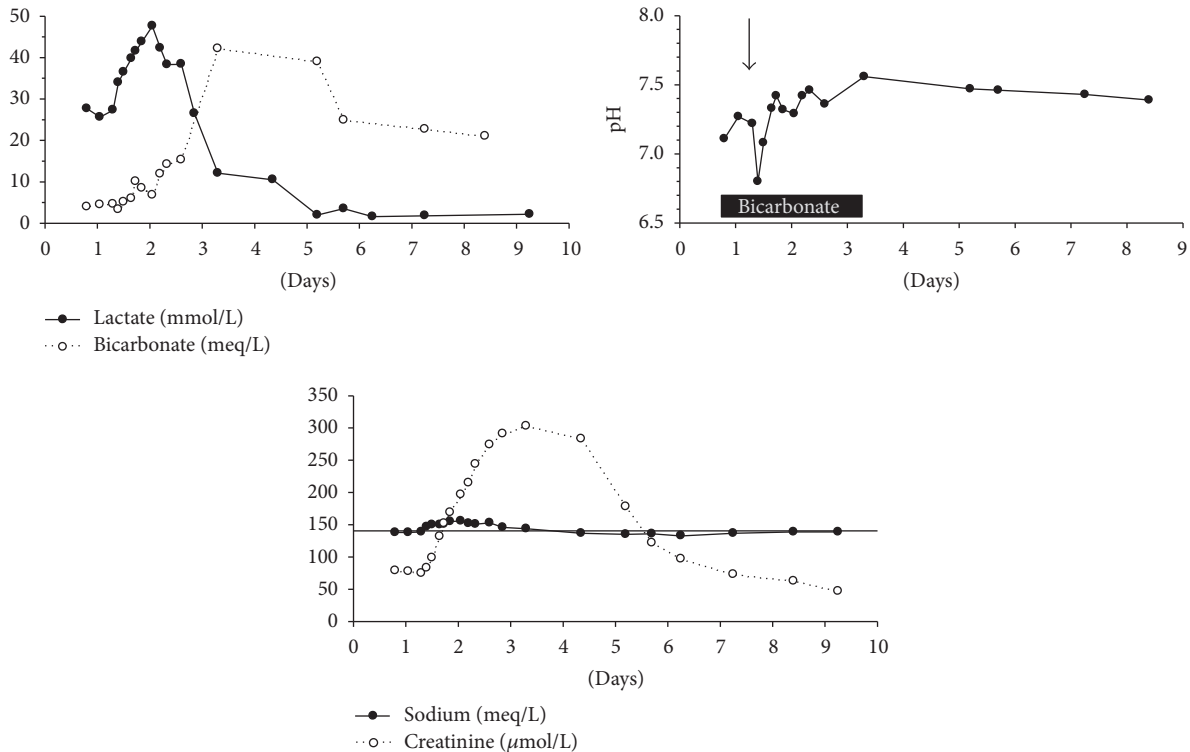 50
40
30
20
10
0
0 1 2 3 4 5 6 7 8 9 10
(Days)
Lactate (mmol/L)
Bicarbonate (meq/L)
8.0
7.5
7.0
6.5
pH
Bicarbonate
0 1 2 3 4 5 6 7 8 9
(Days)
350
300
250
200
150
100
50
0
0 1 2 3 4 5 6 7 8 9 10
(Days)
Sodium (meq/L)
Creatinine (μmol/L)